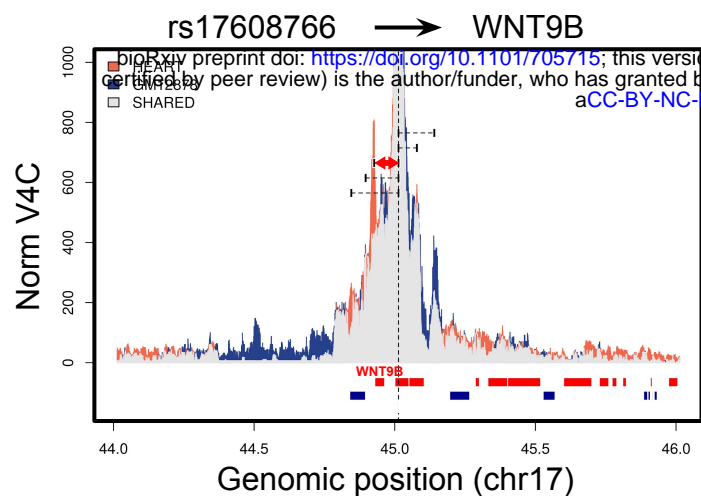 rs17608766 WNT9B
bioRxiv preprint doi: https://doi.org/10.1101/705715; this versi
certified by peer review) is the author/funder, who has granted b
aCC-BY-NC-
HEART
GM12878
SHARED
Norm V4C
1000
800
600
400
200
0
WNT9B
44.0 44.5 45.0 45.5 46.0
Genomic position (chr17)